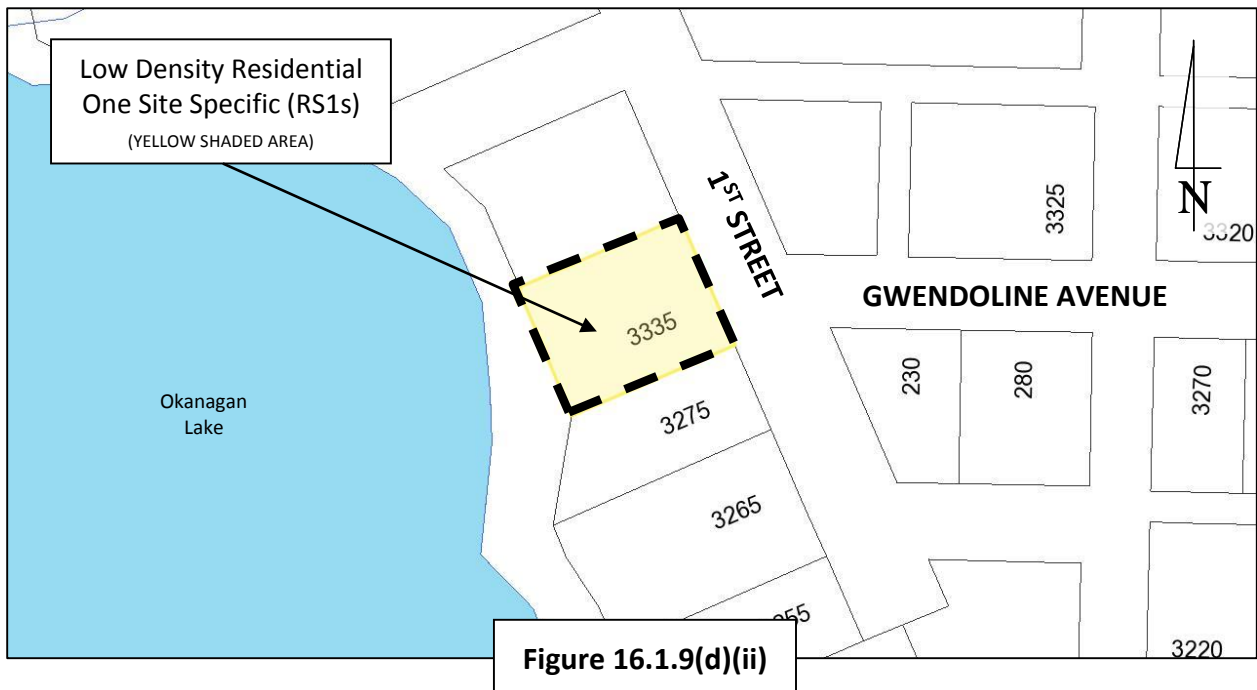 Low Density Residential
One Site Specific (RS1s)
(YELLOW SHADED AREA)
1ST STREET
3325
N
3320
3335
GWENDOLINE AVENUE
230
280
3270
Okanagan
Lake
3275
3265
Figure 16.1.9(d)(ii)
3220